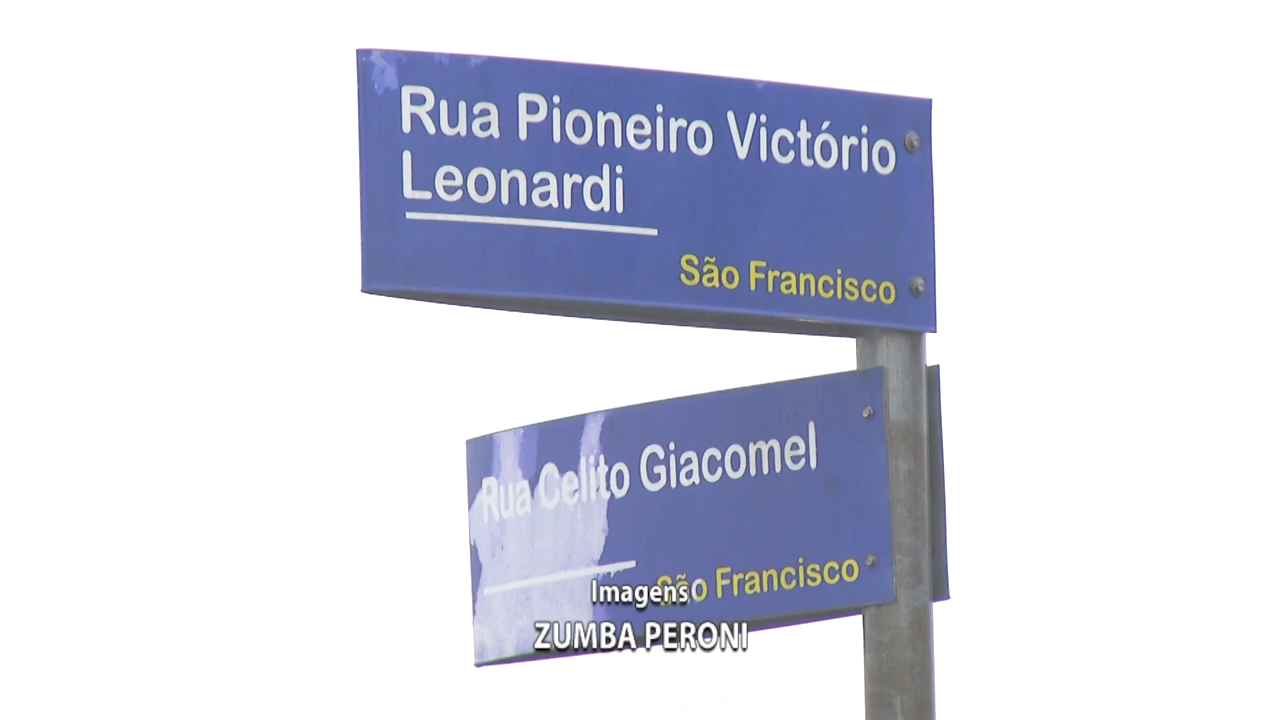 Rua Pioneiro Victório
Leonardi
São Francisco
Rua Celito Giacomel
São Francisco
Imagens
ZUMBA PERONI